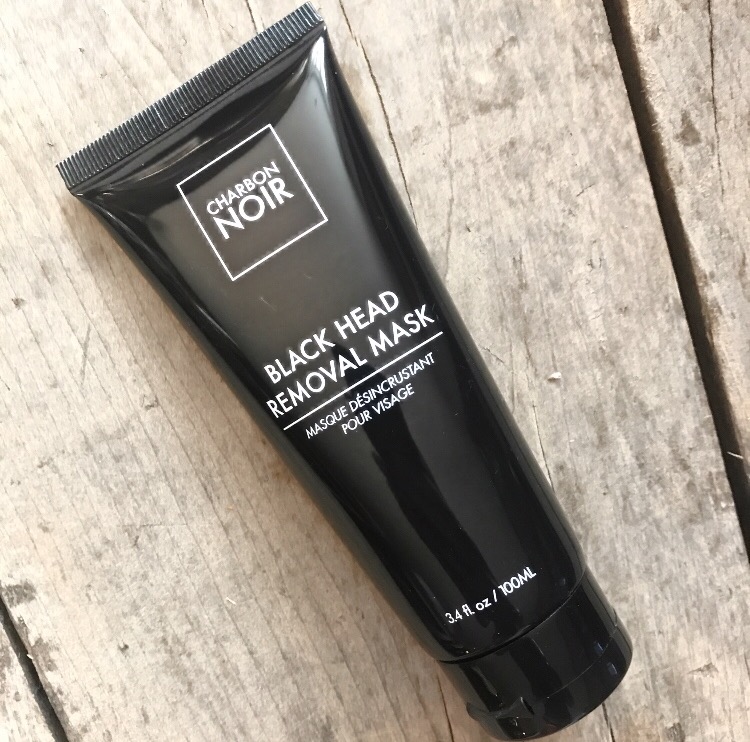 CHARBON
NOIR
BLACK HEAD
REMOVAL MASK
MASQUE DÉSINCRUSTANT
POUR VISAGE
3.4 fl. oz / 100ML